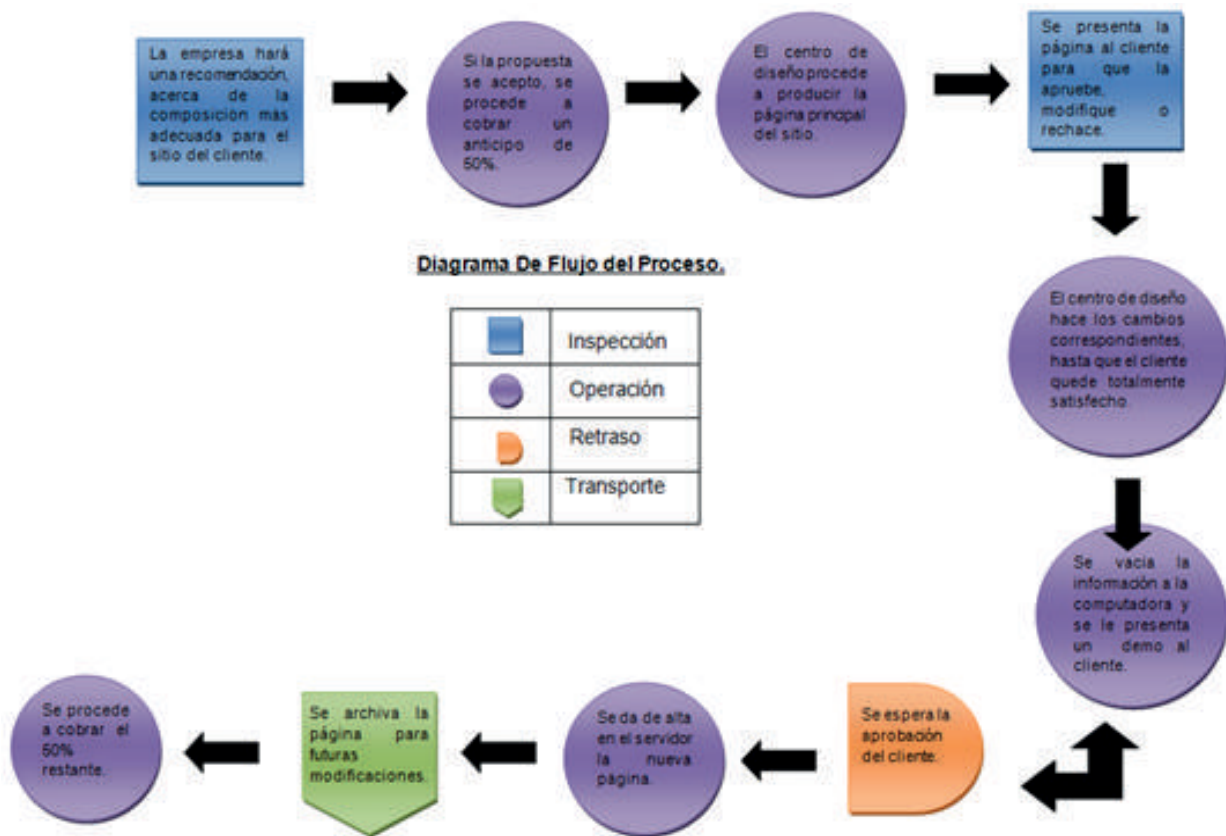 La empresa hará
una recomendación,
acerca de la
composición más
adecuada para el
sitio del cliente.
Si la propuesta
se acepto, se
procede a
cobrar un
anticipo de
50%.
El centro de
diseño procede
a producir la
página principal
del sitio.
Se presenta la
página al cliente
para que la
apruebe,
modifique o
rechace.
El centro de diseño
hace los cambios
correspondientes,
hasta que el cliente
quede totalmente
satisfecho.
Se vacía la
información a la
computadora y
se le presenta
un demo al
cliente.
Se espera la
aprobación
del cliente.
Se da de alta
en el servidor
la nueva
página.
Se archiva la
página para
futuras
modificaciones.
Se procede
a cobrar el
50%
restante.
Diagrama De Flujo del Proceso.
Inspección
Operación
Retraso
Transporte